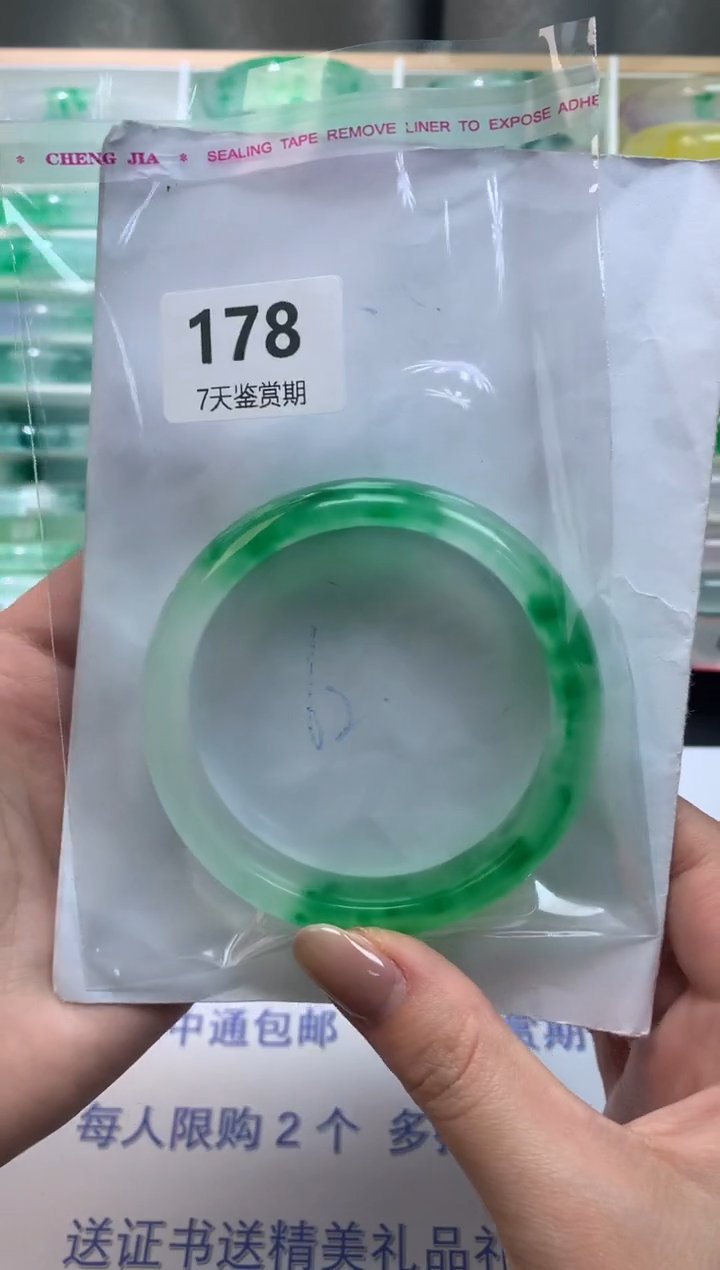 * CHENG JIA * SEALING TAPE REMOVE LINER TO EXPOSE ADHE
178
7天鉴赏期
中通包邮 赏期
每人限购2个 多
送证书送精美礼品